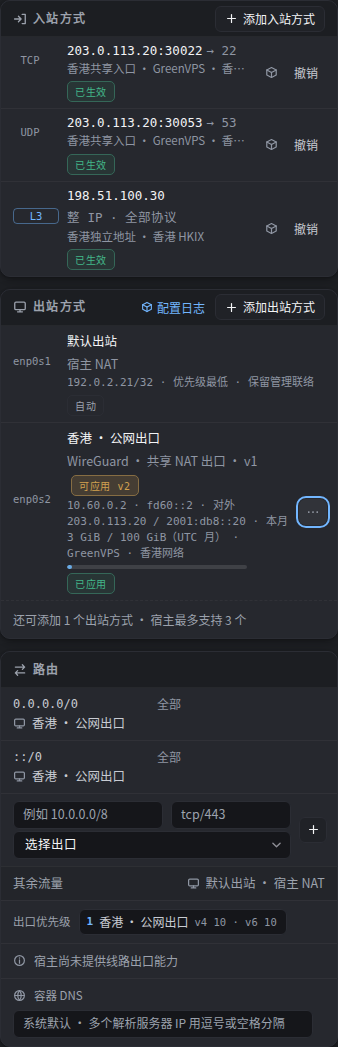 入站方式
+ 添加入站方式
TCP
203.0.113.20:30022 → 22
香港共享入口 · GreenVPS · 香…
已生效
撤销
UDP
203.0.113.20:30053 → 53
香港共享入口 · GreenVPS · 香…
已生效
撤销
L3
198.51.100.30
整 IP · 全部协议
香港独立地址 · 香港 HKIX
已生效
撤销
出站方式
配置日志
+ 添加出站方式
enp0s1
默认出站
宿主 NAT
192.0.2.21/32 · 优先级最低 · 保留管理联络
自动
enp0s2
香港 · 公网出口
WireGuard · 共享 NAT 出口 · v1
可应用 v2
10.60.0.2 · fd60::2 · 对外
203.0.113.20 / 2001:db8::20 · 本月
3 GiB / 100 GiB（UTC 月） ·
GreenVPS · 香港网络
已应用
…
还可添加 1 个出站方式 · 宿主最多支持 3 个
路由
0.0.0.0/0 全部
香港 · 公网出口
::/0 全部
香港 · 公网出口
例如 10.0.0.0/8 tcp/443
选择出口
+
其余流量 默认出站 · 宿主 NAT
出口优先级 1 香港 · 公网出口 v4 10 · v6 10
宿主尚未提供线路出口能力
容器 DNS
系统默认 · 多个解析服务器 IP 用逗号或空格分隔